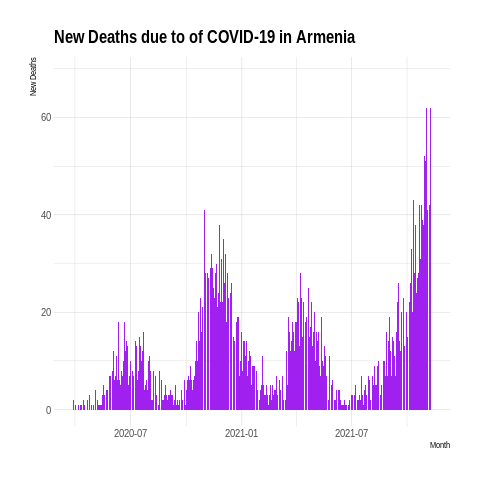 New Deaths due to of COVID-19 in Armenia
New Deaths
60
40
20
0
2020-07
2021-01
2021-07
Month